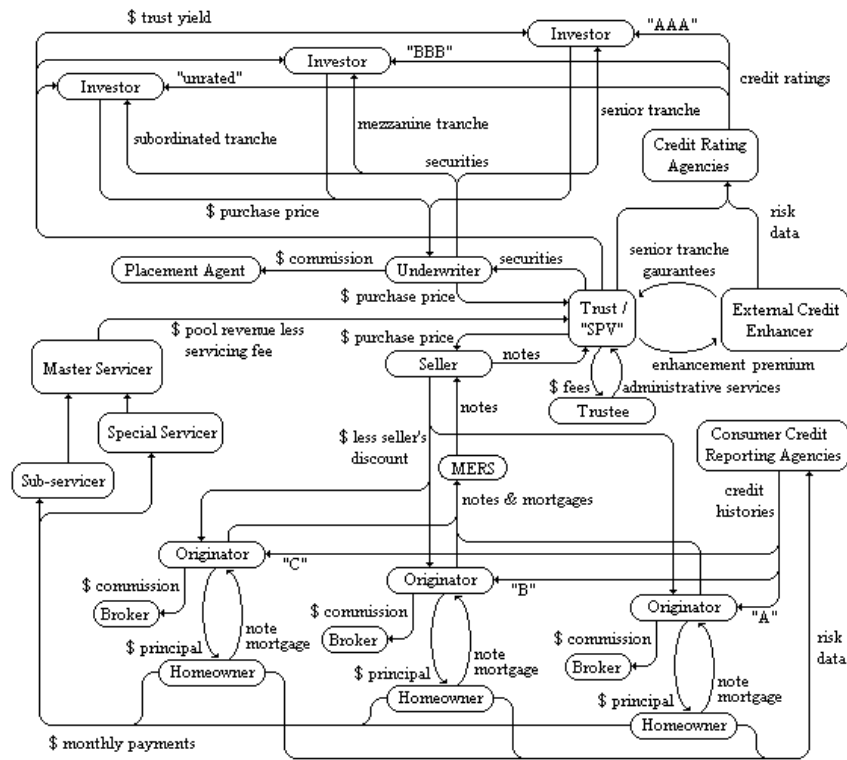 $ trust yield
Investor
"AAA"
Investor
"BBB"
Investor
"unrated"
credit ratings
subordinated tranche
mezzanine tranche
senior tranche
securities
Credit Rating
Agencies
$ purchase price
risk
data
$ commission
securities
senior tranche
gaurantees
Placement Agent
Underwriter
$ purchase price
Trust /
"SPV"
External Credit
Enhancer
$ pool revenue less
servicing fee
$ purchase price
Master Servicer
Seller
notes
enhancement premium
$ fees
administrative services
Trustee
notes
Special Servicer
$ less seller's
discount
Consumer Credit
Reporting Agencies
Sub-servicer
MERS
notes & mortgages
credit
histories
Originator
"C"
Originator
"B"
Originator
"A"
$ commission
Broker
$ commission
Broker
$ commission
Broker
note
mortgage
$ principal
Homeowner
note
mortgage
$ principal
Homeowner
note
mortgage
$ principal
Homeowner
risk
data
$ monthly payments